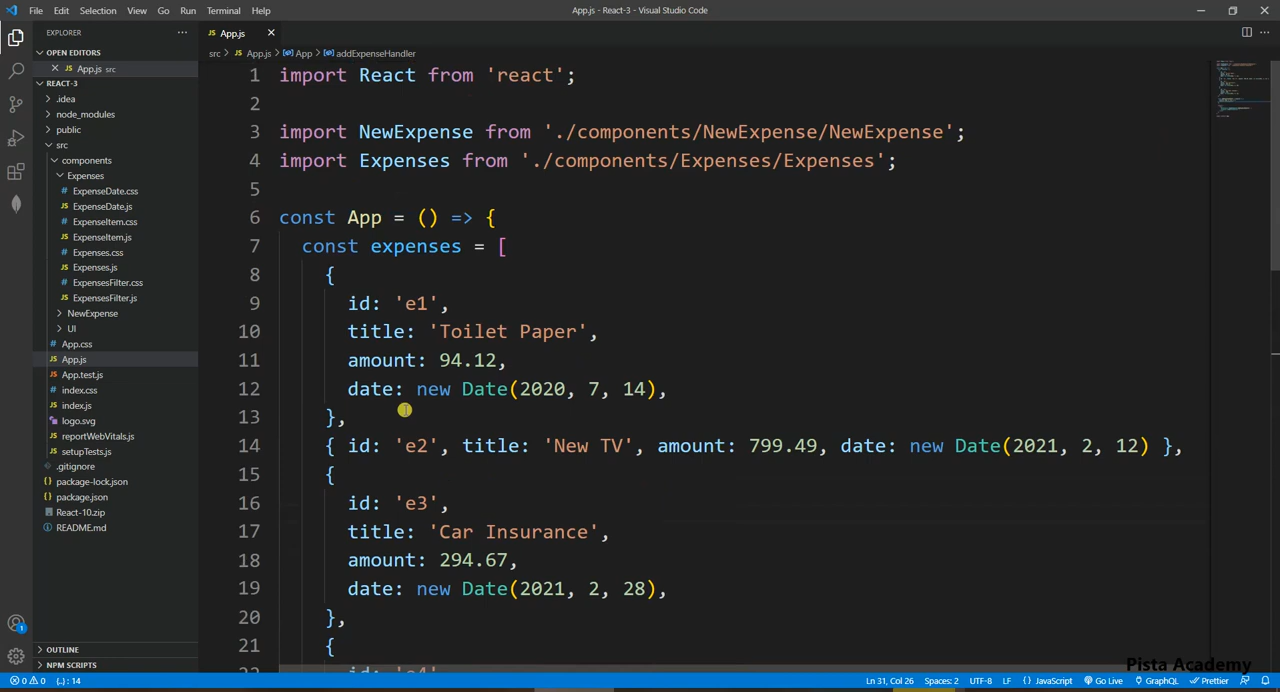 File Edit Selection View Go Run Terminal Help
App.js - React-3 - Visual Studio Code
EXPLORER
OPEN EDITORS
App.js src
REACT-3
.idea
node_modules
public
src
components
Expenses
ExpenseDate.css
ExpenseDate.js
ExpenseItem.css
ExpenseItem.js
Expenses.css
Expenses.js
ExpensesFilter.css
ExpensesFilter.js
NewExpense
UI
App.css
App.js
App.test.js
index.css
index.js
logo.svg
reportWebVitals.js
setupTests.js
.gitignore
package-lock.json
package.json
React-10.zip
README.md
OUTLINE
NPM SCRIPTS
App.js
src > App.js > App > addExpenseHandler
1 import React from 'react';
2
3 import NewExpense from './components/NewExpense/NewExpense';
4 import Expenses from './components/Expenses/Expenses';
5
6 const App = () => {
7 const expenses = [
8 {
9 id: 'e1',
10 title: 'Toilet Paper',
11 amount: 94.12,
12 date: new Date(2020, 7, 14),
13 },
14 { id: 'e2', title: 'New TV', amount: 799.49, date: new Date(2021, 2, 12) },
15 {
16 id: 'e3',
17 title: 'Car Insurance',
18 amount: 294.67,
19 date: new Date(2021, 2, 28),
20 },
21 {
Pista Academy
1
0 0 {..} : 14
Ln 31, Col 26 Spaces: 2 UTF-8 LF {} JavaScript Go Live GraphQL Prettier